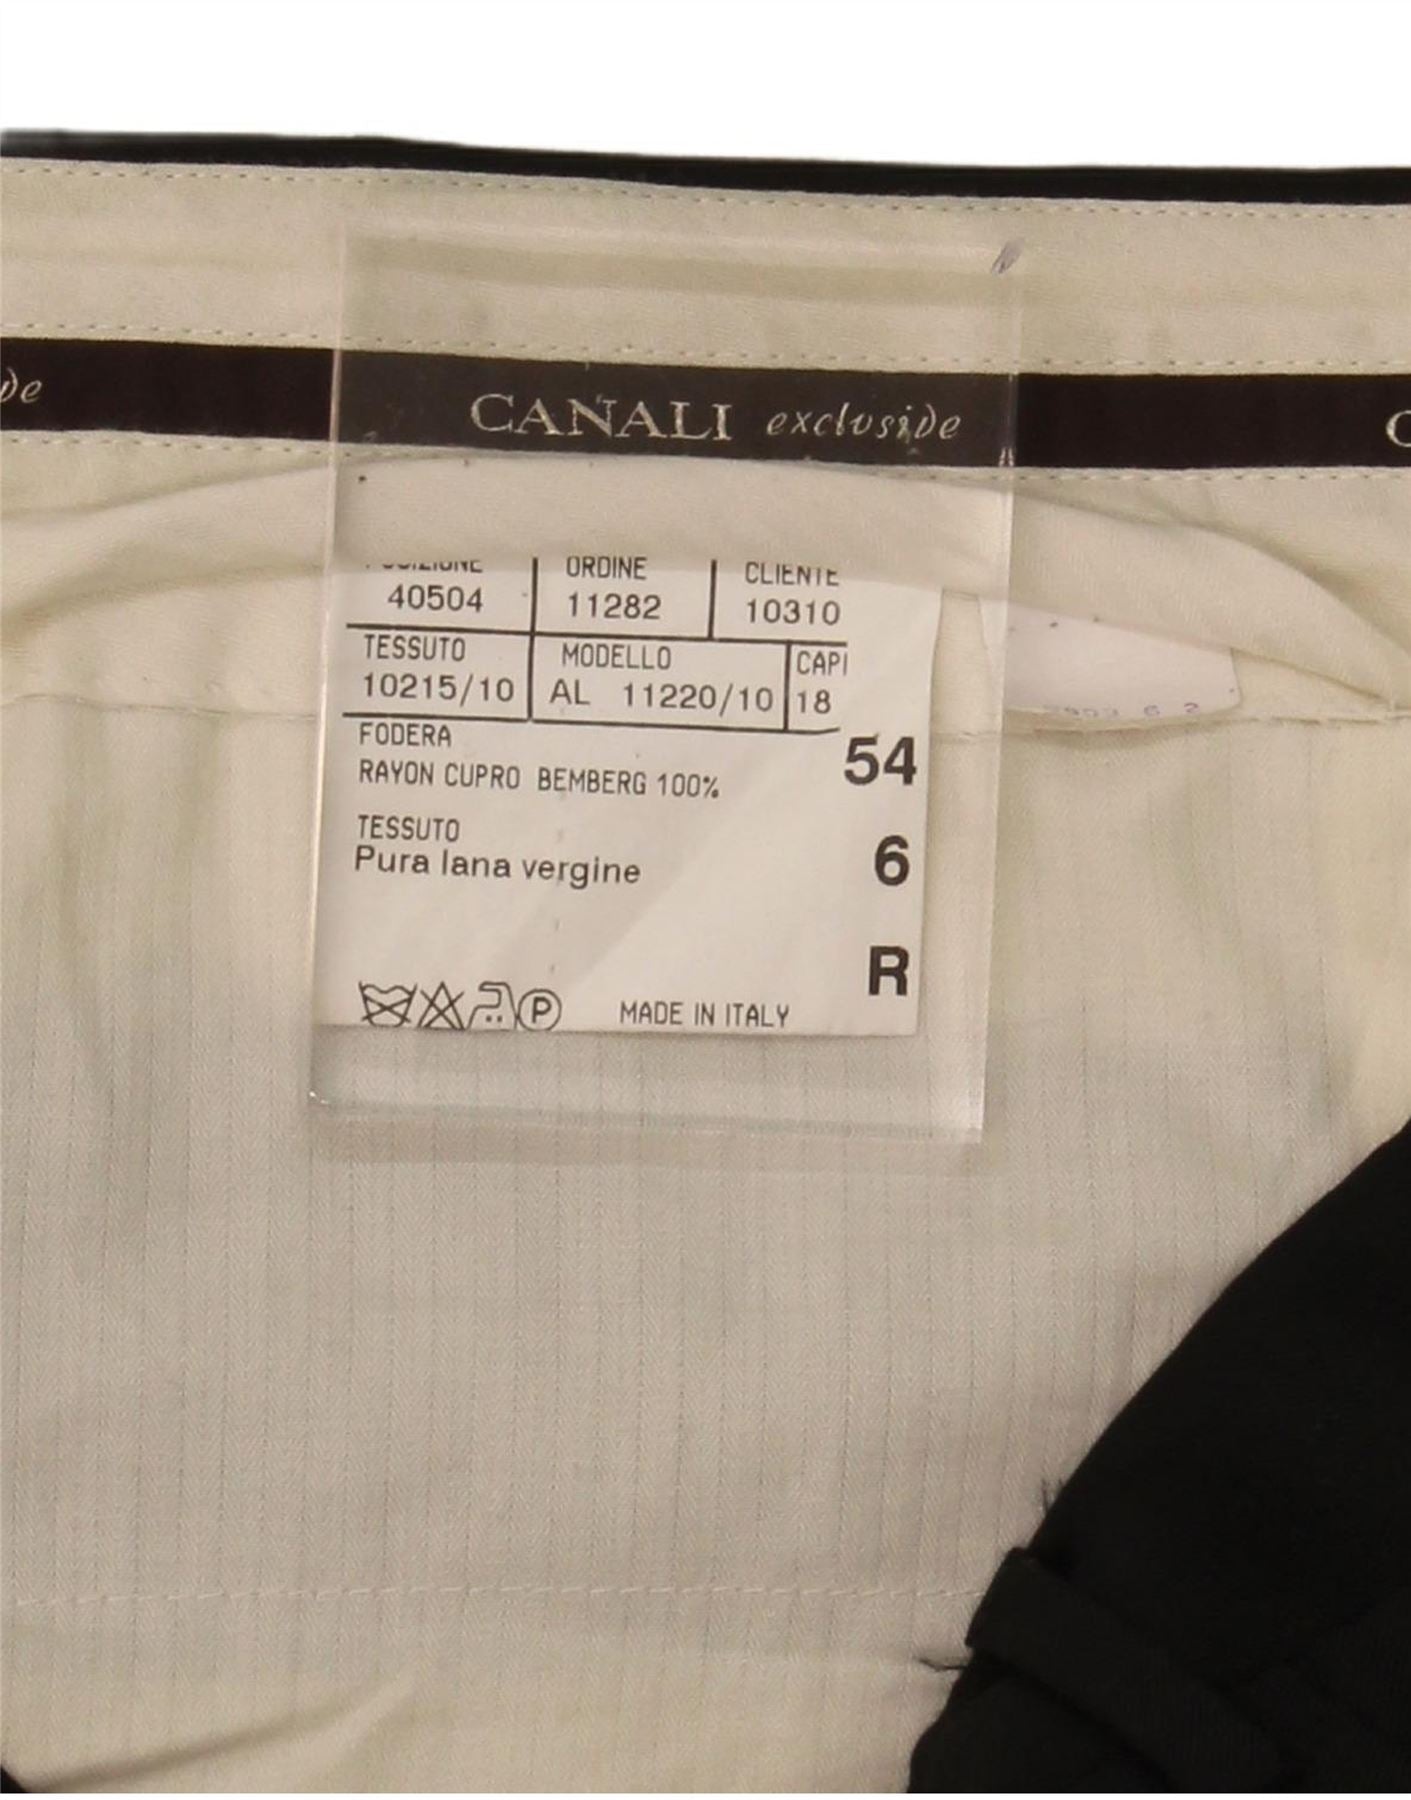 CANALI exclusive
ORDINE CLIENTE
40504 11282 10310
TESSUTO MODELLO CAPI
10215/10 AL 11220/10 18
FODERA
RAYON CUPRO BEMBERG 100%
54
TESSUTO
Pura lana vergine
6
R
P
MADE IN ITALY